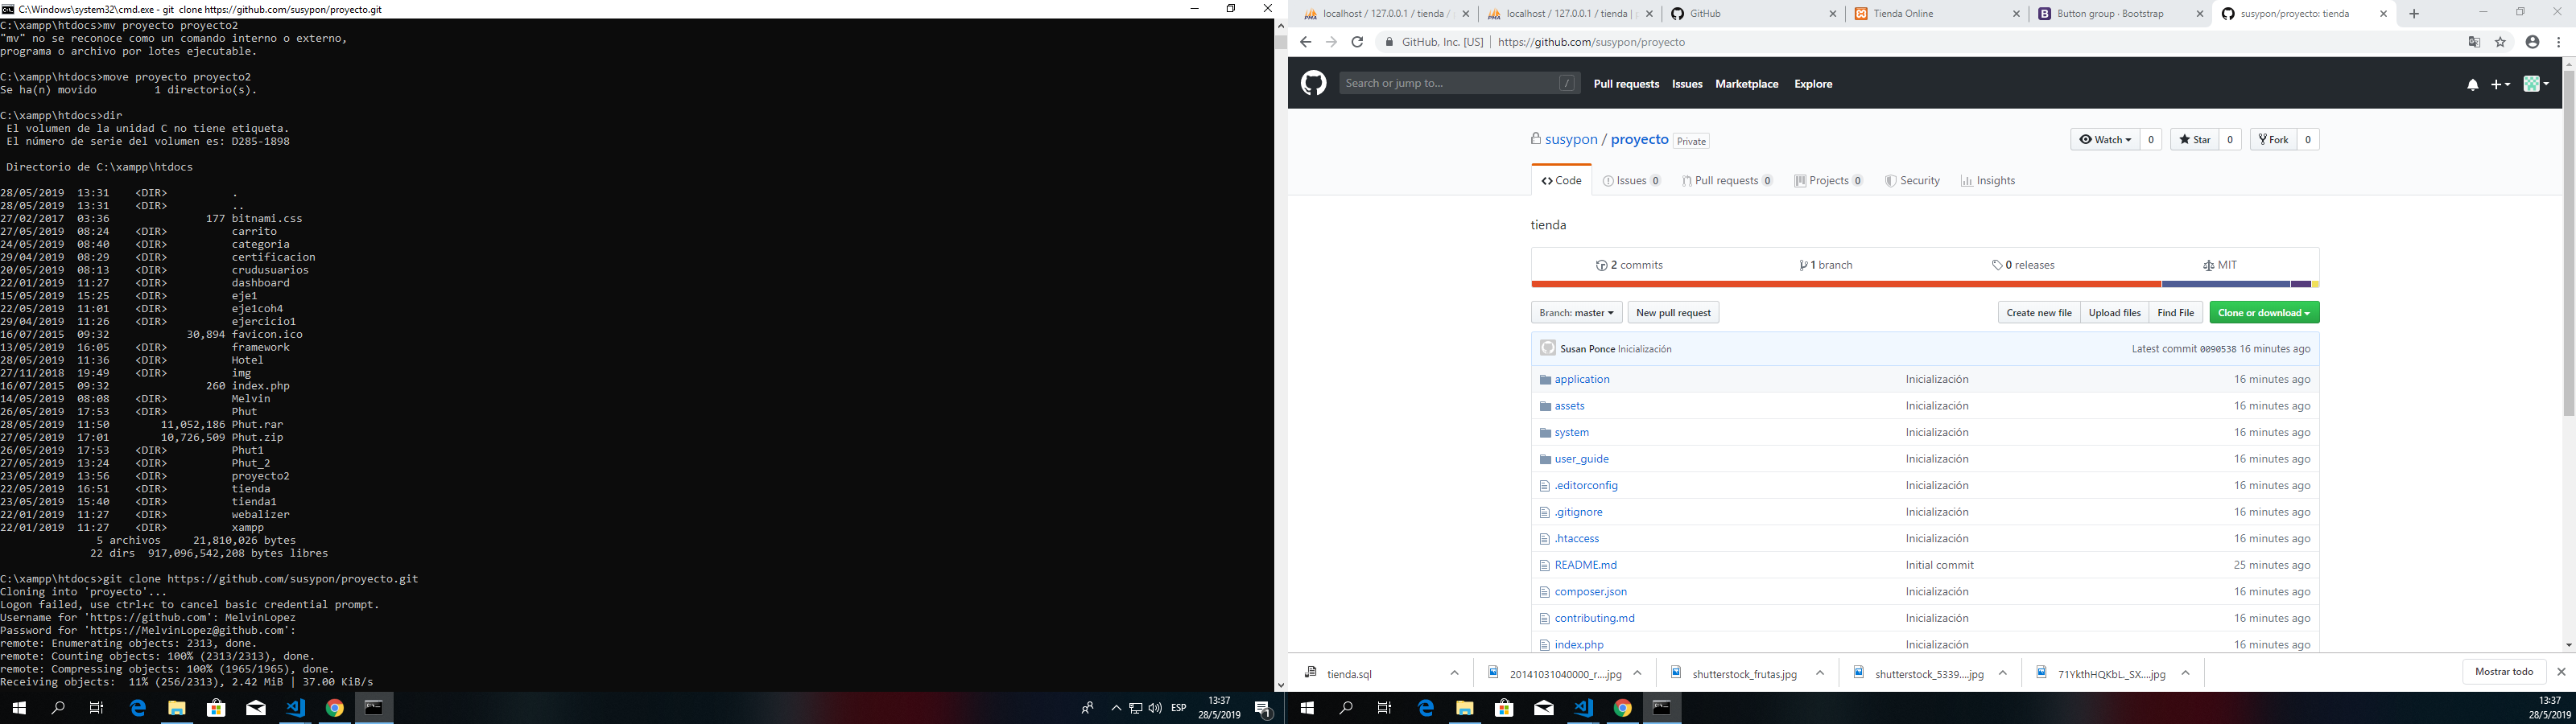 C:\Windows\system32\cmd.exe - git clone https://github.com/susypon/proyecto.git
C:\xampp\htdocs>mv proyecto proyecto2
"mv" no se reconoce como un comando interno o externo,
programa o archivo por lotes ejecutable.
C:\xampp\htdocs>move proyecto proyecto2
Se ha(n) movido 1 directorio(s).
C:\xampp\htdocs>dir
El volumen de la unidad C no tiene etiqueta.
El número de serie del volumen es: D285-1898
Directorio de C:\xampp\htdocs
28/05/2019 13:31 <DIR> .
28/05/2019 13:31 <DIR> ..
27/02/2017 03:36 177 bitnami.css
27/05/2019 08:24 <DIR> carrito
24/05/2019 08:40 <DIR> categoria
29/04/2019 08:29 <DIR> certificacion
20/05/2019 08:13 <DIR> crudusuarios
22/01/2019 11:27 <DIR> dashboard
15/05/2019 15:25 <DIR> eje1
22/05/2019 11:01 <DIR> eje1coh4
29/04/2019 11:26 <DIR> ejercicio1
16/07/2015 09:32 30,894 favicon.ico
13/05/2019 16:05 <DIR> framework
28/05/2019 11:36 <DIR> Hotel
27/11/2018 19:49 <DIR> img
16/07/2015 09:32 260 index.php
14/05/2019 08:08 <DIR> Melvin
26/05/2019 17:53 <DIR> Phut
28/05/2019 11:50 11,052,186 Phut.rar
27/05/2019 17:01 10,726,509 Phut.zip
26/05/2019 17:53 <DIR> Phut1
27/05/2019 13:24 <DIR> Phut_2
23/05/2019 13:56 <DIR> proyecto2
22/05/2019 16:51 <DIR> tienda
23/05/2019 15:40 <DIR> tienda1
22/01/2019 11:27 <DIR> webalizer
22/01/2019 11:27 <DIR> xampp
5 archivos 21,810,026 bytes
22 dirs 917,096,542,208 bytes libres
C:\xampp\htdocs>git clone https://github.com/susypon/proyecto.git
Cloning into 'proyecto'...
Logon failed, use ctrl+c to cancel basic credential prompt.
Username for 'https://github.com': MelvinLopez
Password for 'https://MelvinLopez@github.com':
remote: Enumerating objects: 2313, done.
remote: Counting objects: 100% (2313/2313), done.
remote: Compressing objects: 100% (1965/1965), done.
Receiving objects: 11% (256/2313), 2.42 MiB | 37.00 KiB/s
ESP
13:37
28/5/2019
1
localhost / 127.0.0.1 / tienda /
localhost / 127.0.0.1 / tienda |
GitHub
Tienda Online
Button group · Bootstrap
susypon/proyecto: tienda
GitHub, Inc. [US] | https://github.com/susypon/proyecto
Search or jump to... /
Pull requests Issues Marketplace Explore
susypon / proyecto Private
Watch 0 Star 0 Fork 0
Code Issues 0 Pull requests 0 Projects 0 Security Insights
tienda
2 commits 1 branch 0 releases MIT
Branch: master New pull request Create new file Upload files Find File Clone or download
Susan Ponce Inicialización Latest commit 0090538 16 minutes ago
application Inicialización 16 minutes ago
assets Inicialización 16 minutes ago
system Inicialización 16 minutes ago
user_guide Inicialización 16 minutes ago
.editorconfig Inicialización 16 minutes ago
.gitignore Inicialización 16 minutes ago
.htaccess Inicialización 16 minutes ago
README.md Initial commit 25 minutes ago
composer.json Inicialización 16 minutes ago
contributing.md Inicialización 16 minutes ago
index.php Inicialización 16 minutes ago
tienda.sql 20141031040000_r....jpg shutterstock_frutas.jpg shutterstock_5339....jpg 71YkthHQKbL._SX....jpg Mostrar todo
13:37
28/5/2019